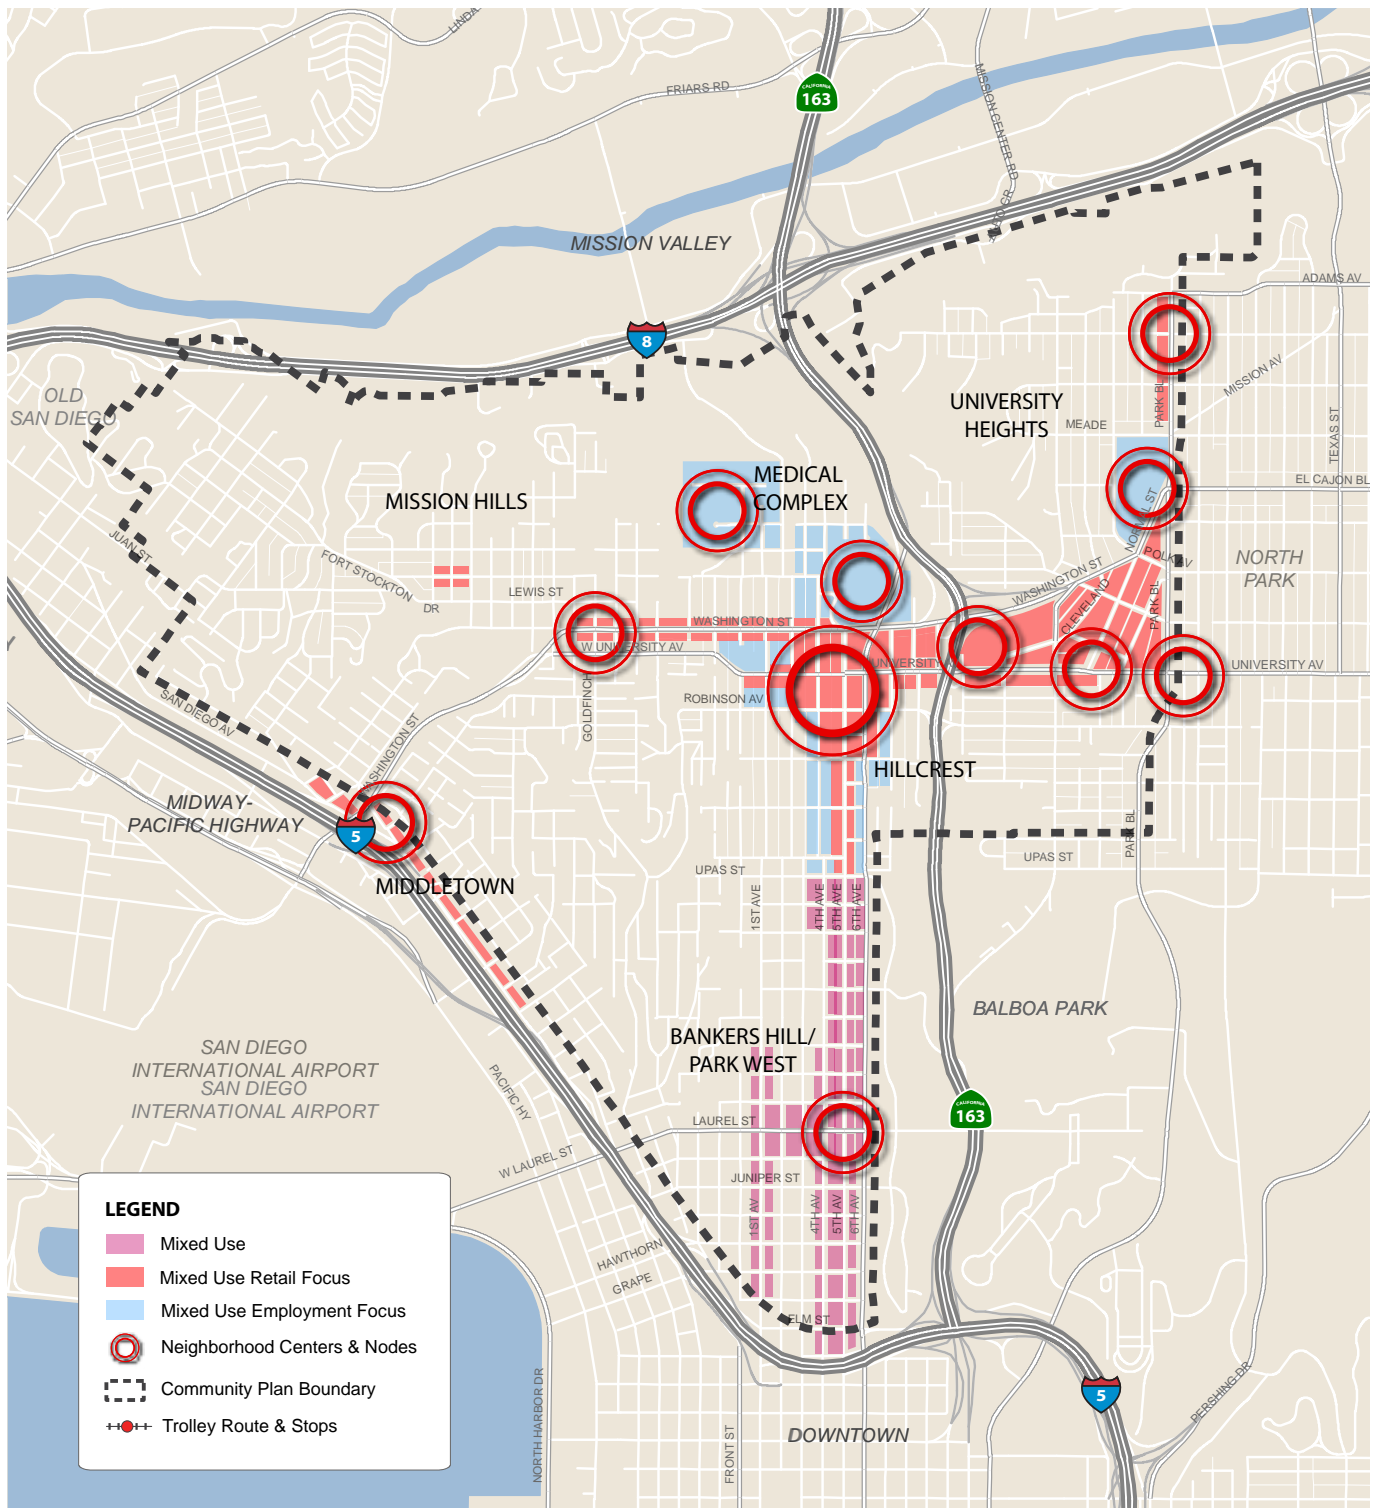 CALIFORNIA
163
FRIARS RD
MISSION CENTER RD
MISSION VALLEY
ADAMS AV
8
OLD
SAN DIEGO
UNIVERSITY
HEIGHTS
MEADE
PARK BL
MISSION AV
TEXAS ST
EL CAJON BL
MEDICAL
COMPLEX
MISSION HILLS
NORMAL ST
JUAN ST
FORT STOCKTON
DR
LEWIS ST
WASHINGTON ST
WASHINGTON ST
POLK AV
NORTH
PARK
CLEVELAND
PARK BL
W UNIVERSITY AV
UNIVERSITY
UNIVERSITY AV
ROBINSON AV
GOLDFINCH
SAN DIEGO AV
WASHINGTON ST
HILLCREST
MIDWAY-
PACIFIC HIGHWAY
5
PARK BL
UPAS ST
UPAS ST
MIDDLETOWN
1ST AVE
4TH AVE
5TH AVE
6TH AVE
BALBOA PARK
BANKERS HILL/
PARK WEST
SAN DIEGO
INTERNATIONAL AIRPORT
SAN DIEGO
INTERNATIONAL AIRPORT
PACIFIC HY
CALIFORNIA
163
LAUREL ST
W LAUREL ST
JUNIPER ST
1ST AV
4TH AV
5TH AV
6TH AV
HAWTHORN
GRAPE
ELM ST
LEGEND
Mixed Use
Mixed Use Retail Focus
Mixed Use Employment Focus
Neighborhood Centers & Nodes
Community Plan Boundary
Trolley Route & Stops
NORTH HARBOR DR
FRONT ST
DOWNTOWN
5
PERSHING DR